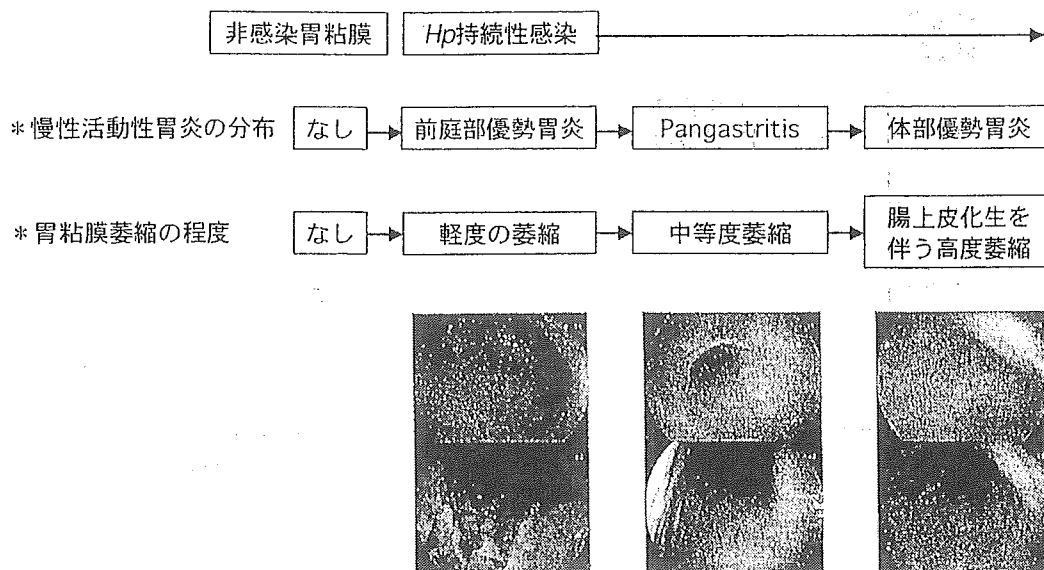 非感染胃粘膜 Hp持続性感染
*慢性活動性胃炎の分布 なし 前庭部優勢胃炎 Pangastritis 体部優勢胃炎
*胃粘膜萎縮の程度 なし 軽度の萎縮 中等度萎縮 腸上皮化生を
伴う高度萎縮